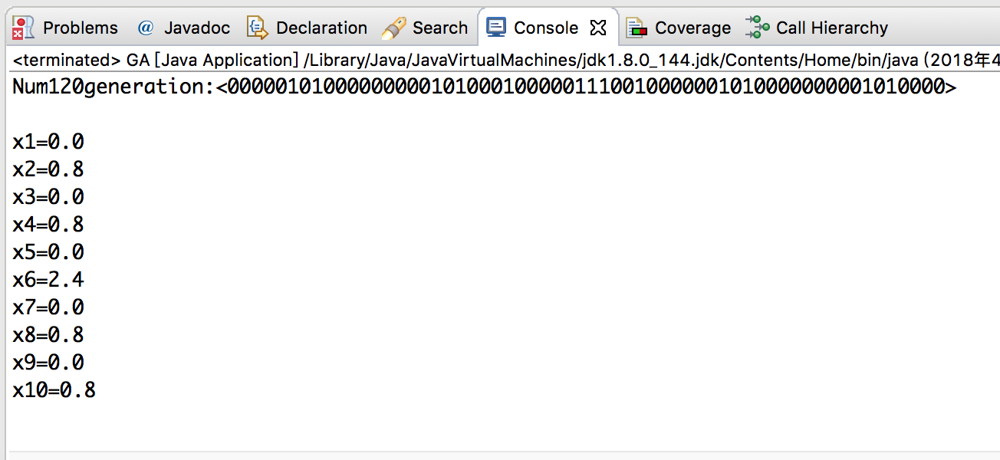 Problems @ Javadoc Declaration Search Console Coverage Call Hierarchy
<terminated> GA [Java Application] /Library/Java/JavaVirtualMachines/jdk1.8.0_144.jdk/Contents/Home/bin/java (2018年4
Num120generation:<000001010000000001010001000001110010000001010000000001010000>
x1=0.0
x2=0.8
x3=0.0
x4=0.8
x5=0.0
x6=2.4
x7=0.0
x8=0.8
x9=0.0
x10=0.8